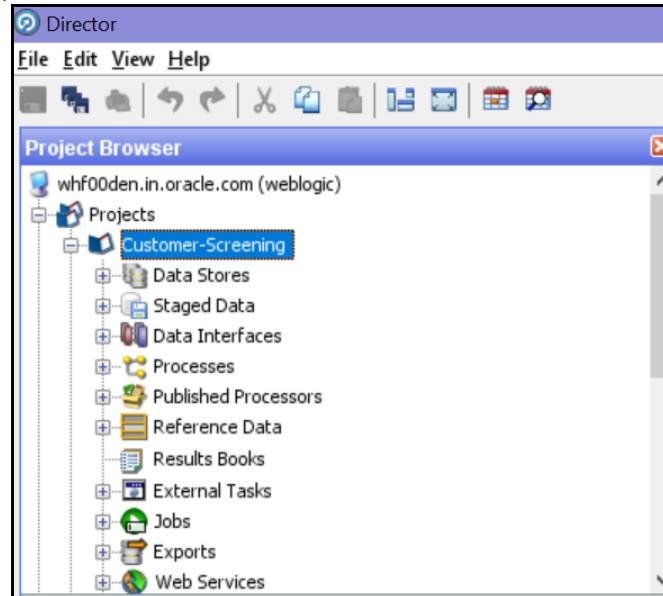 Director
File Edit View Help
Project Browser
whf00den.in.oracle.com (weblogic)
Projects
Customer-Screening
Data Stores
Staged Data
Data Interfaces
Processes
Published Processors
Reference Data
Results Books
External Tasks
Jobs
Exports
Web Services